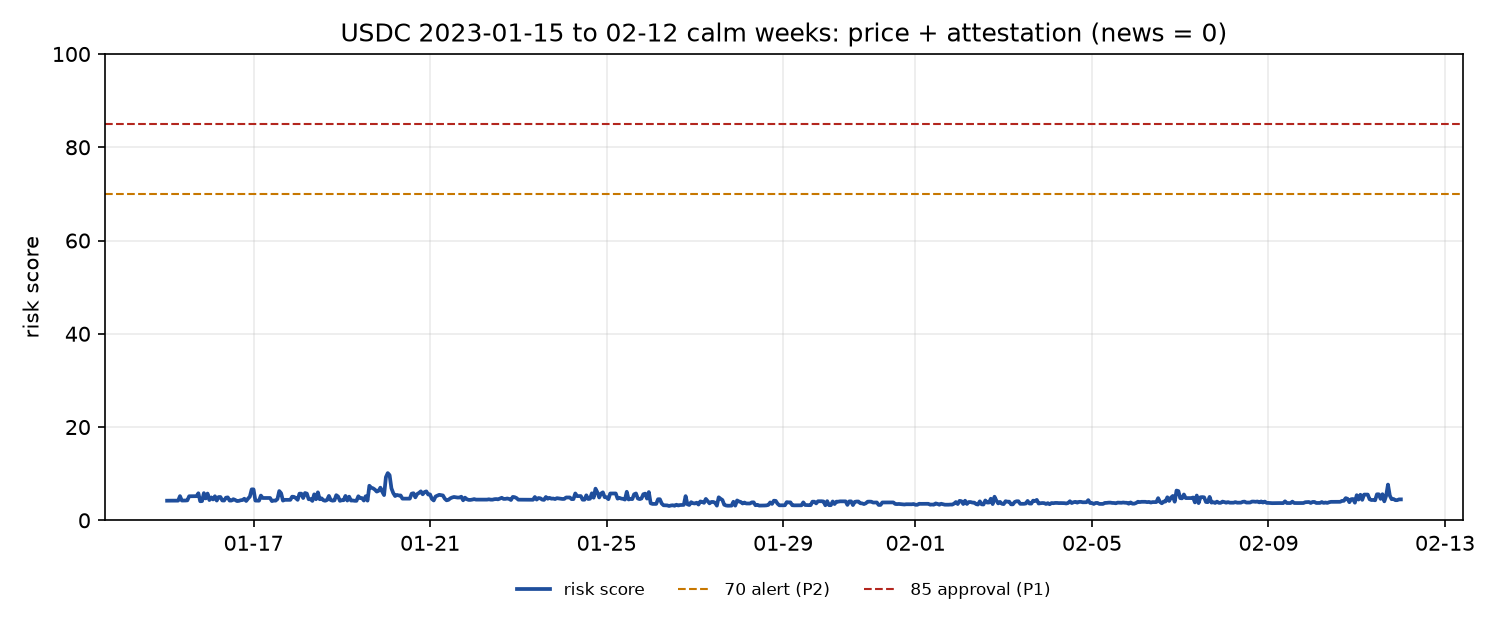 USDC 2023-01-15 to 02-12 calm weeks: price + attestation (news = 0)
100
80
60
40
20
0
risk score
01-17 01-21 01-25 01-29 02-01 02-05 02-09 02-13
risk score 70 alert (P2) 85 approval (P1)